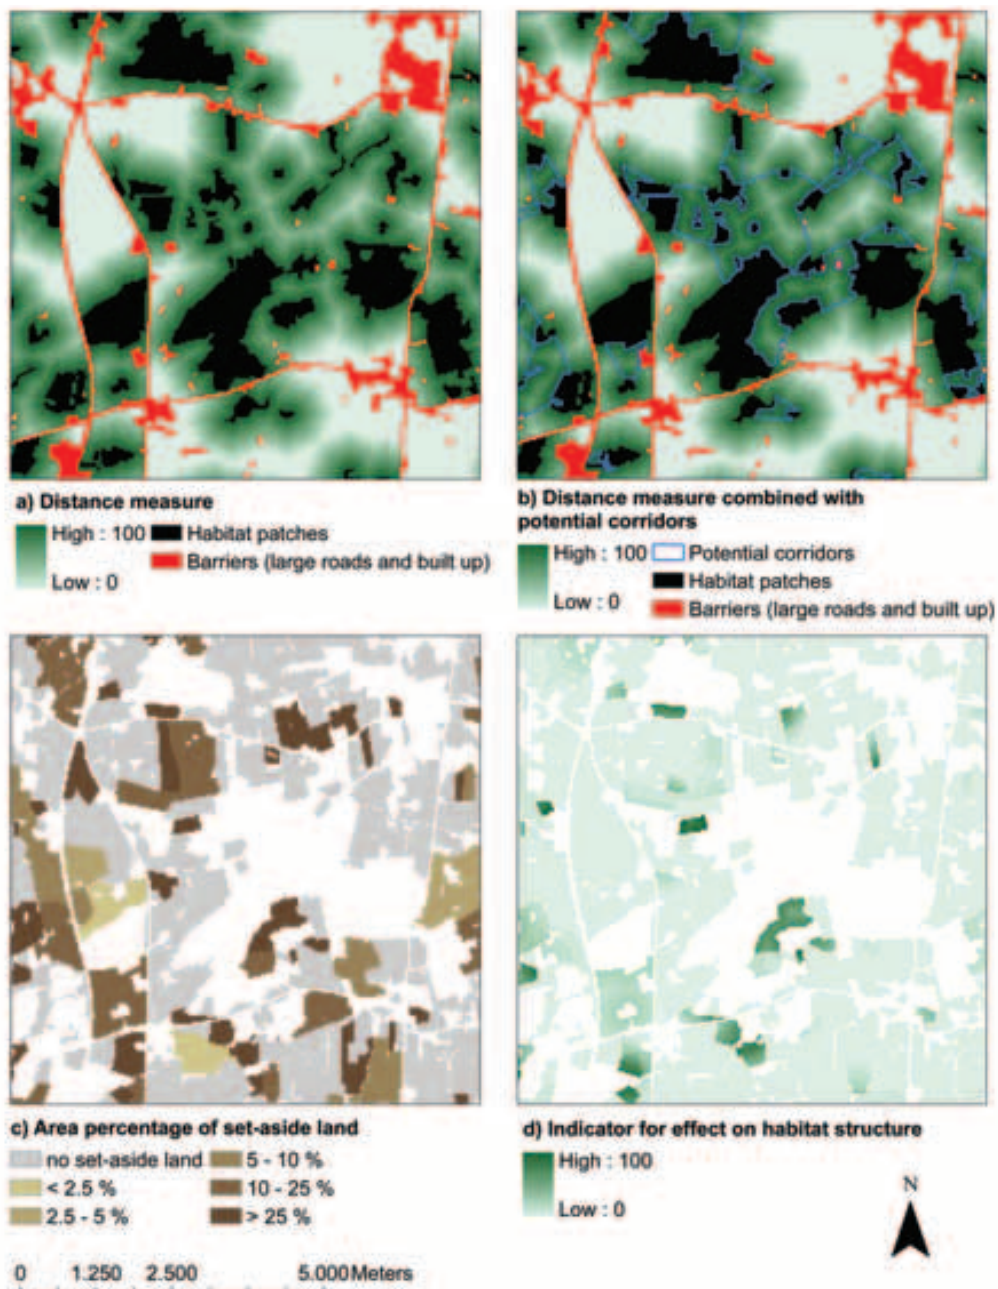 a) Distance measure
High : 100
Habitat patches
Barriers (large roads and built up)
Low : 0
b) Distance measure combined with
potential corridors
High : 100
Potential corridors
Habitat patches
Low : 0
Barriers (large roads and built up)
c) Area percentage of set-aside land
no set-aside land
5 - 10 %
< 2.5 %
10 - 25 %
2.5 - 5 %
> 25 %
d) Indicator for effect on habitat structure
High : 100
Low : 0
N
0 1.250 2.500 5.000 Meters